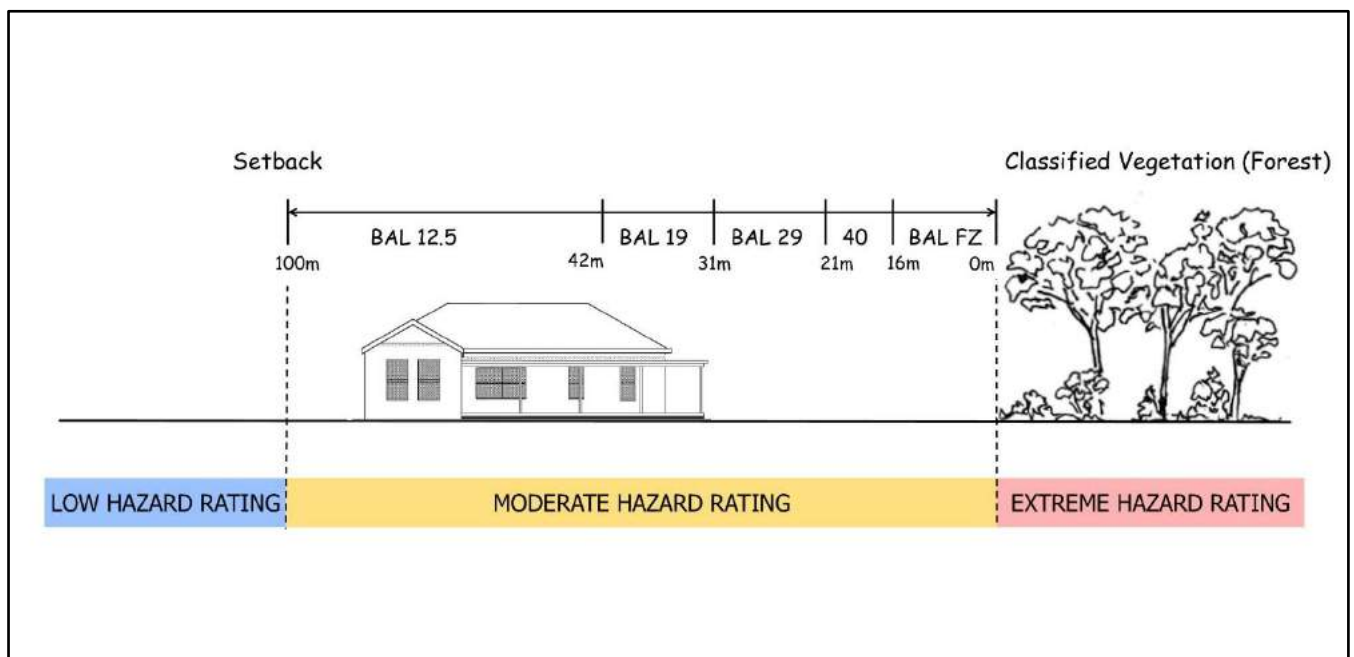 Setback
Classified Vegetation (Forest)
BAL 12.5
BAL 19
BAL 29
40
BAL FZ
100m
42m
31m
21m
16m
0m
LOW HAZARD RATING
MODERATE HAZARD RATING
EXTREME HAZARD RATING